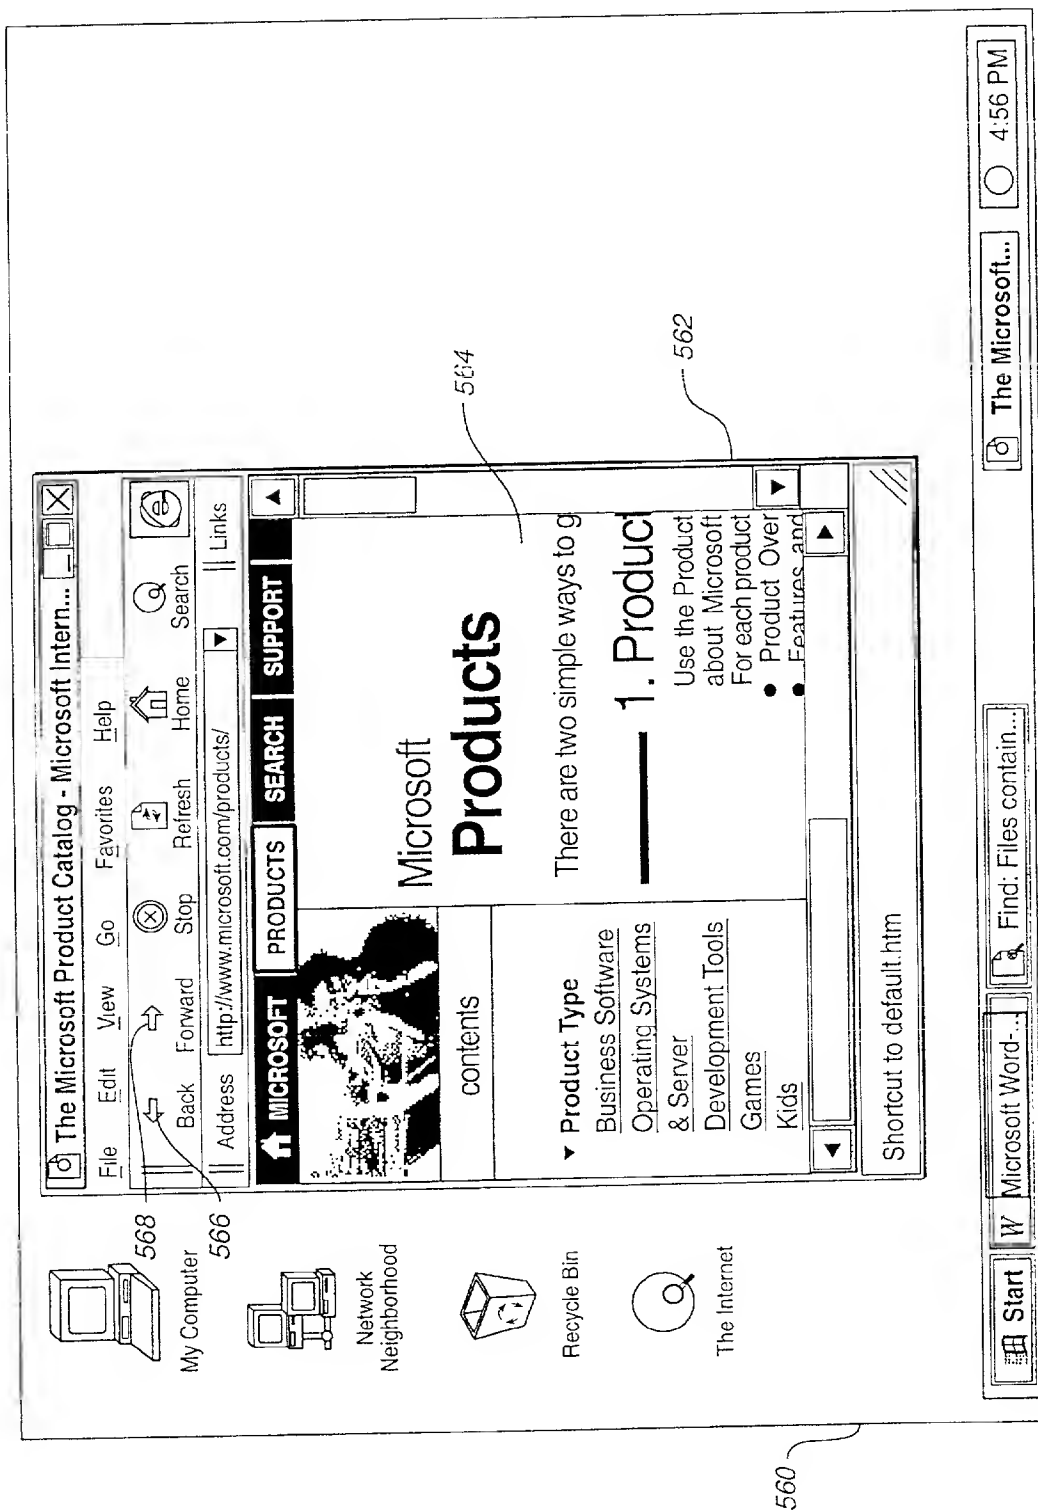 The Microsoft Product Catalog - Microsoft Intern...
File Edit View Go Favorites Help
Back Forward Stop Refresh Home Search
Address http://www.microsoft.com/products/ Links
MICROSOFT PRODUCTS SEARCH SUPPORT
contents
Product Type
Business Software
Operating Systems
& Server
Development Tools
Games
Kids
Microsoft
Products
There are two simple ways to g
1. Product
Use the Product
about Microsoft
For each product
• Product Over
• Features and
Shortcut to default.htm
My Computer
Network
Neighborhood
Recycle Bin
The Internet
568
566
564
562
560
Start W Microsoft Word-... Find: Files contain... The Microsoft... 4:56 PM